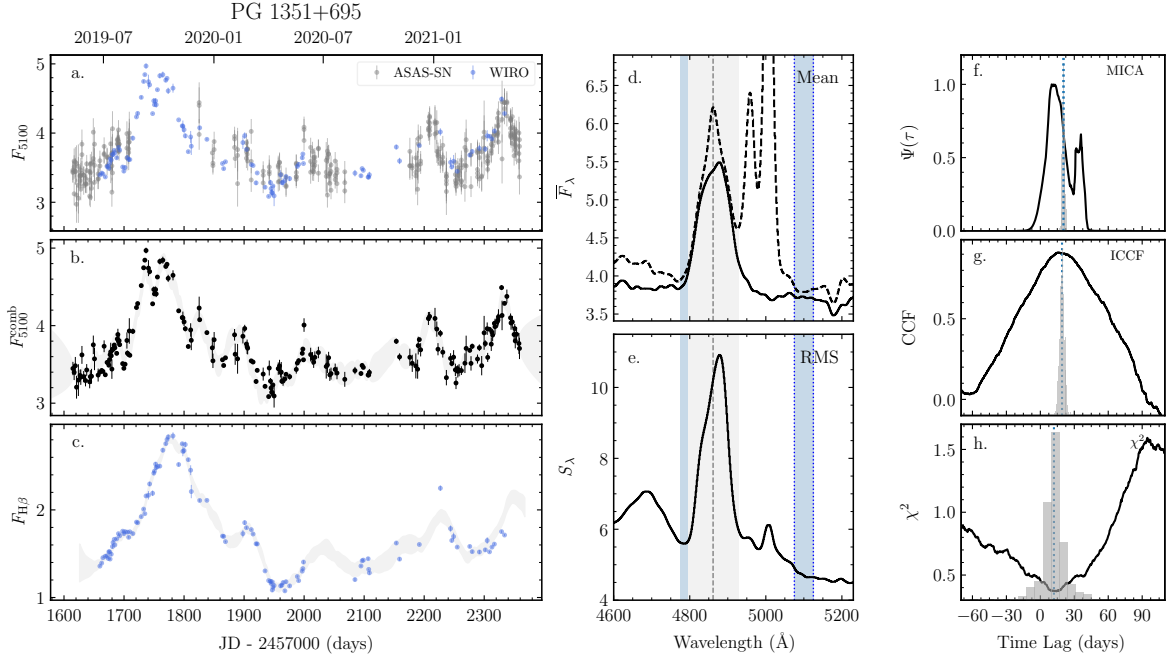 PG 1351+695
2019-07 2020-01 2020-07 2021-01
a.
ASAS-SN WIRO
5
4
3
F5100
b.
5
4
3
F5100comb
c.
2
1
FHβ
1600 1700 1800 1900 2000 2100 2200 2300
JD - 2457000 (days)
d. Mean
6.5
6.0
5.5
5.0
4.5
4.0
3.5
F̅λ
e. RMS
10
8
6
4
Sλ
4600 4800 5000 5200
Wavelength (Å)
f. MICA
1.0
0.5
0.0
Ψ(τ)
g. ICCF
0.5
0.0
CCF
h. χ²
1.5
1.0
0.5
χ²
−60 −30 0 30 60 90
Time Lag (days)